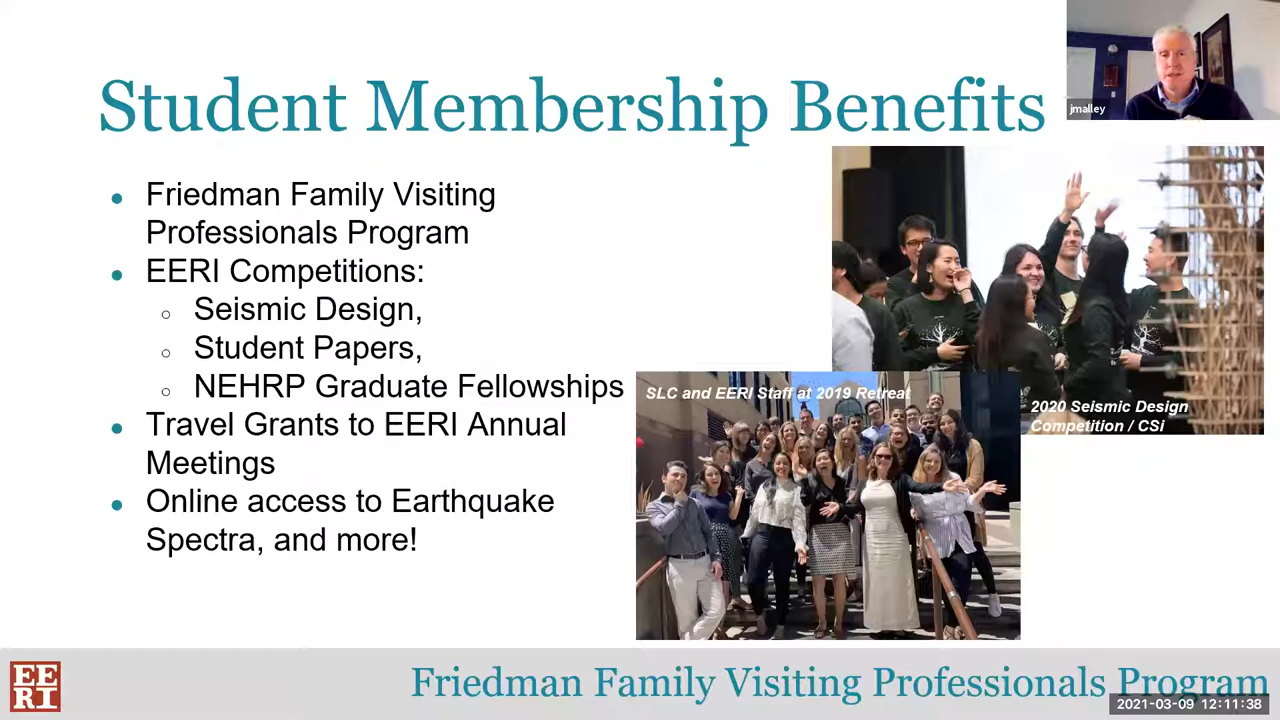 Student Membership Benefits
jmalley
● Friedman Family Visiting
Professionals Program
● EERI Competitions:
○ Seismic Design,
○ Student Papers,
○ NEHRP Graduate Fellowships
● Travel Grants to EERI Annual
Meetings
● Online access to Earthquake
Spectra, and more!
SLC and EERI Staff at 2019 Retreat
2020 Seismic Design
Competition / CSi
EE
RI
Friedman Family Visiting Professionals Program
2021-03-09 12:11:38